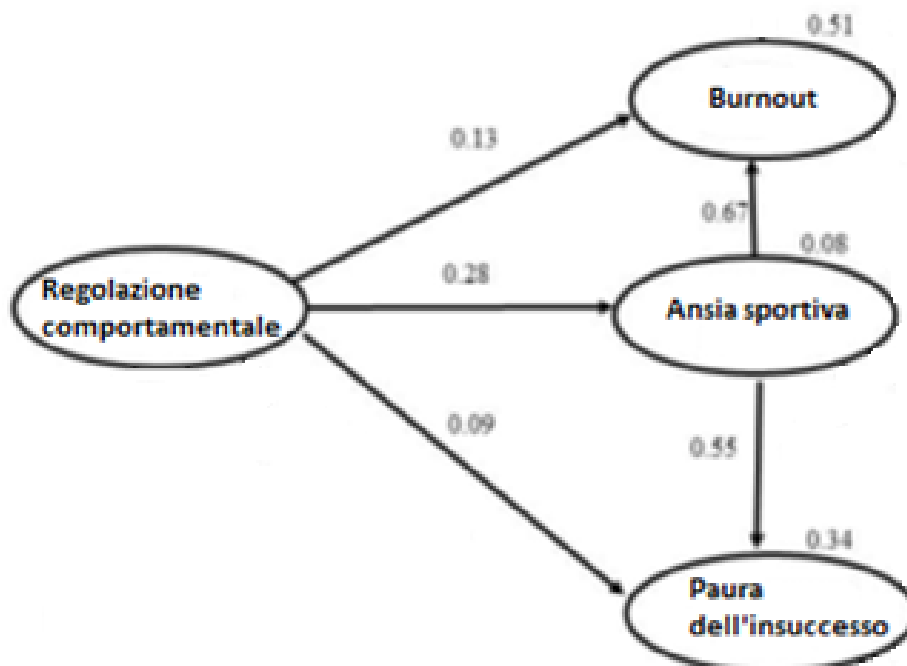 0.51
Burnout
0.13
0.67
0.08
Regolazione
comportamentale
0.28
Ansia sportiva
0.09
0.55
0.34
Paura
dell'insuccesso